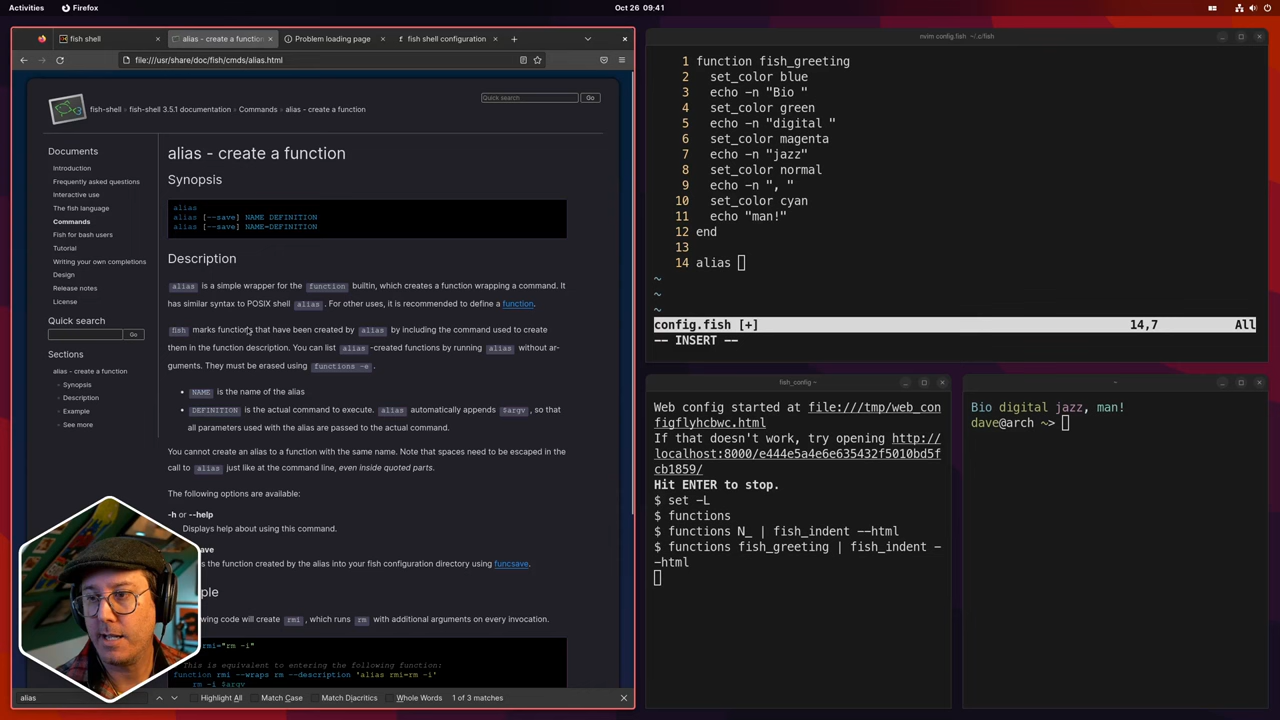 Activities
Firefox
Oct 26 09:41
fish shell
alias - create a function
Problem loading page
fish shell configuration
file:///usr/share/doc/fish/cmds/alias.html
fish-shell » fish-shell 3.5.1 documentation » Commands » alias - create a function
Quick search
Go
Documents
Introduction
Frequently asked questions
Interactive use
The fish language
Commands
Fish for bash users
Tutorial
Writing your own completions
Design
Release notes
License
Quick search
Go
Sections
alias - create a function
Synopsis
Description
Example
See more
alias - create a function
Synopsis
alias
alias [--save] NAME DEFINITION
alias [--save] NAME=DEFINITION
Description
alias is a simple wrapper for the function builtin, which creates a function wrapping a command. It
has similar syntax to POSIX shell alias . For other uses, it is recommended to define a function.
fish marks functions that have been created by alias by including the command used to create
them in the function description. You can list alias -created functions by running alias without ar-
guments. They must be erased using functions -e .
• NAME is the name of the alias
• DEFINITION is the actual command to execute. alias automatically appends $argv , so that
all parameters used with the alias are passed to the actual command.
You cannot create an alias to a function with the same name. Note that spaces need to be escaped in the
call to alias just like at the command line, even inside quoted parts.
The following options are available:
-h or --help
Displays help about using this command.
the function created by the alias into your fish configuration directory using funcsave.
code will create rmi , which runs rm with additional arguments on every invocation.
rmi="rm -i"
This is equivalent to entering the following function:
function rmi --wraps rm --description 'alias rmi=rm -i'
rm -i $argv
alias
Highlight All
Match Case
Match Diacritics
Whole Words
1 of 3 matches
nvim config.fish ~/.c/fish
1 function fish_greeting
2 set_color blue
3 echo -n "Bio "
4 set_color green
5 echo -n "digital "
6 set_color magenta
7 echo -n "jazz"
8 set_color normal
9 echo -n ", "
10 set_color cyan
11 echo "man!"
12 end
13
14 alias
~
~
~
config.fish [+] 14,7 All
-- INSERT --
fish_config ~
Web config started at file:///tmp/web_con
figflyhcbwc.html
If that doesn't work, try opening http://
localhost:8000/e444e5a4e6e635432f5010bd5f
cb1859/
Hit ENTER to stop.
$ set -L
$ functions
$ functions N_ | fish_indent --html
$ functions fish_greeting | fish_indent -
-html
~
Bio digital jazz, man!
dave@arch ~>